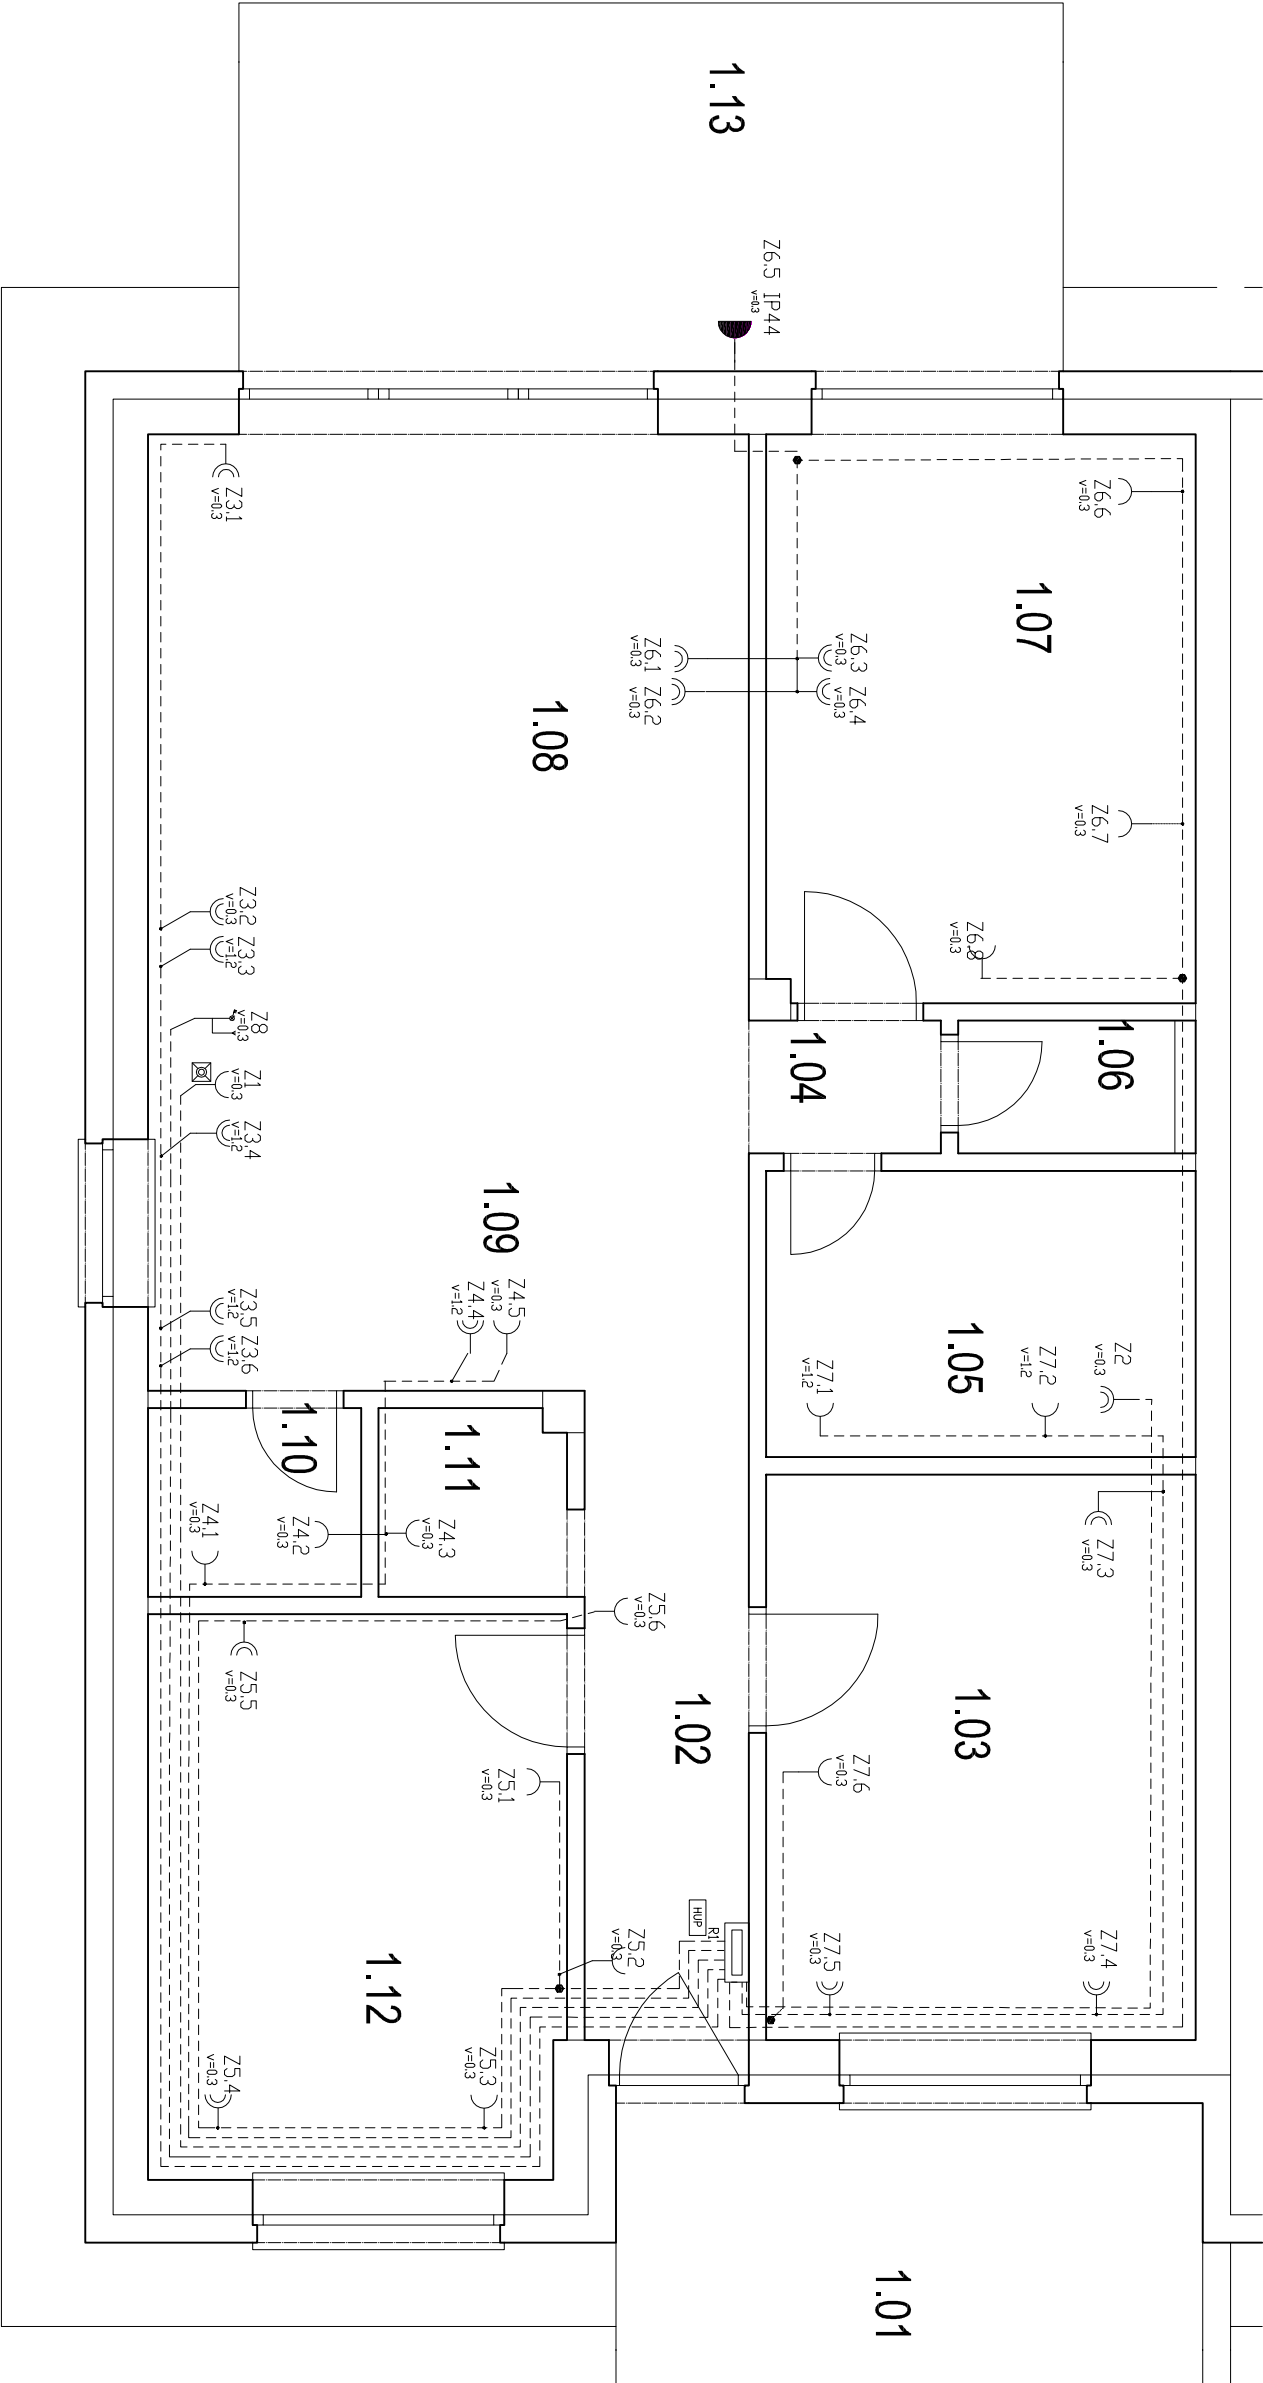 1.13
Z6,5 IP44
v=0.3
Z3,1
v=0.3
Z6,6
v=0.3
1.07
Z6,1
v=0.3
Z6,2
v=0.3
Z6,3
v=0.3
Z6,4
v=0.3
1.08
Z6,7
v=0.3
Z6,8
v=0.3
Z3,2
v=0.3
Z3,3
v=1.2
Z8
v=0.3
Z1
v=0.3
Z3,4
v=1.2
1.04
1.06
1.09
Z4,5
v=0.3
Z4,4
v=1.2
Z3,5
v=1.2
Z3,6
v=1.2
1.05
Z7,1
v=1.2
Z7,2
v=1.2
Z2
v=0.3
1.10
1.11
Z4,1
v=0.3
Z4,2
v=0.3
Z4,3
v=0.3
Z7,3
v=0.3
Z5,6
v=0.3
Z5,5
v=0.3
1.02
1.03
Z5,1
v=0.3
Z7,6
v=0.3
HUP
R1
Z5,2
v=0.3
Z7,5
v=0.3
Z7,4
v=0.3
1.12
Z5,4
v=0.3
Z5,3
v=0.3
1.01